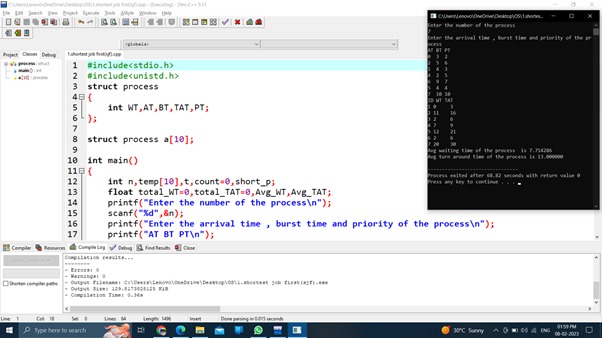 C:\Users\Lenovo\OneDrive\Desktop\OS\1.shortest job first(sjf).cpp - [Executing] - Dev-C++ 5.11
File Edit Search View Project Execute Tools AStyle Window Help
(globals)
Project Classes Debug
process : struct
main() : int
a[10] : process
1.shortest job first(sjf).cpp
1 #include<stdio.h>
2 #include<unistd.h>
3 struct process
4 {
5 int WT,AT,BT,TAT,PT;
6 };
7
8 struct process a[10];
9
10 int main()
11 {
12 int n,temp[10],t,count=0,short_p;
13 float total_WT=0,total_TAT=0,Avg_WT,Avg_TAT;
14 printf("Enter the number of the process\n");
15 scanf("%d",&n);
16 printf("Enter the arrival time , burst time and priority of the process\n");
17 printf("AT BT PT\n");
Enter the number of the process
7
Enter the arrival time , burst time and priority of the pr
ocess
AT BT PT
0 3 2
2 5 6
1 4 3
4 2 5
6 9 7
5 4 4
7 10 10
ID WT TAT
1 0 3
2 11 16
3 2 6
4 7 9
5 12 21
6 2 6
7 20 30
Avg waiting time of the process is 7.714286
Avg turn around time of the process is 13.000000
--------------------------------
Process exited after 68.82 seconds with return value 0
Press any key to continue . . .
Compiler Resources Compile Log Debug Find Results Close
Shorten compiler paths
Compilation results...
--------
- Errors: 0
- Warnings: 0
- Output Filename: C:\Users\Lenovo\OneDrive\Desktop\OS\1.shortest job first(sjf).exe
- Output Size: 129.0173828125 KiB
- Compilation Time: 0.36s
Line: 1 Col: 18 Sel: 0 Lines: 64 Length: 1496 Insert Done parsing in 0.015 seconds
Type here to search
30°C Sunny
ENG
01:59 PM
08-02-2023